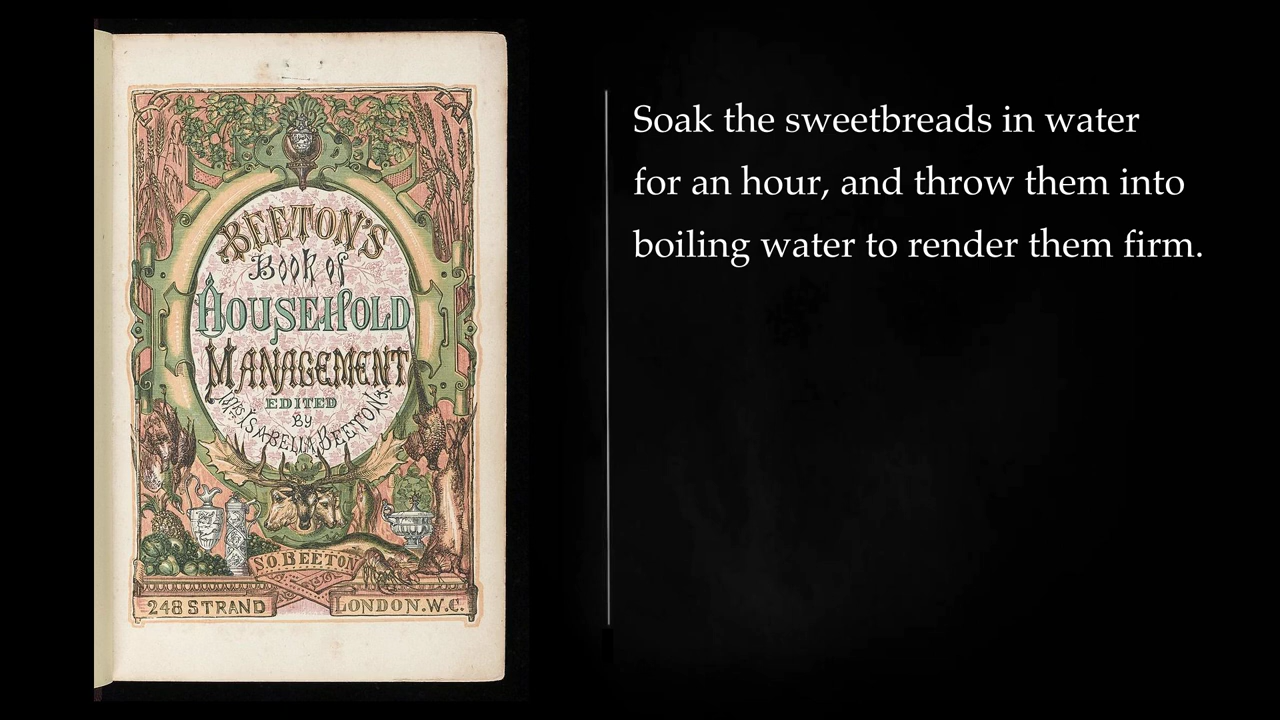 BEETON'S
Book of
HOUSEHOLD
MANAGEMENT
EDITED
BY
MRS ISABELLA BEETON
S.O. BEETON
248 STRAND
LONDON. W.C.
Soak the sweetbreads in water
for an hour, and throw them into
boiling water to render them firm.